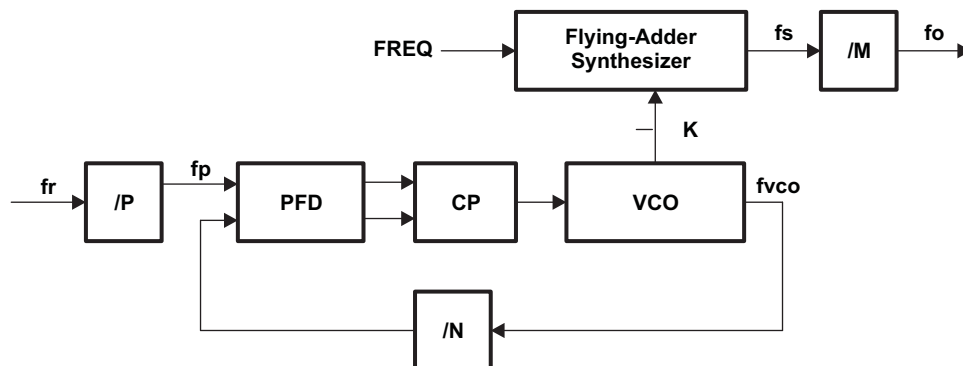 FREQ
Flying-Adder
Synthesizer
fs
/M
fo
K
fr
/P
fp
PFD
CP
VCO
fvco
/N